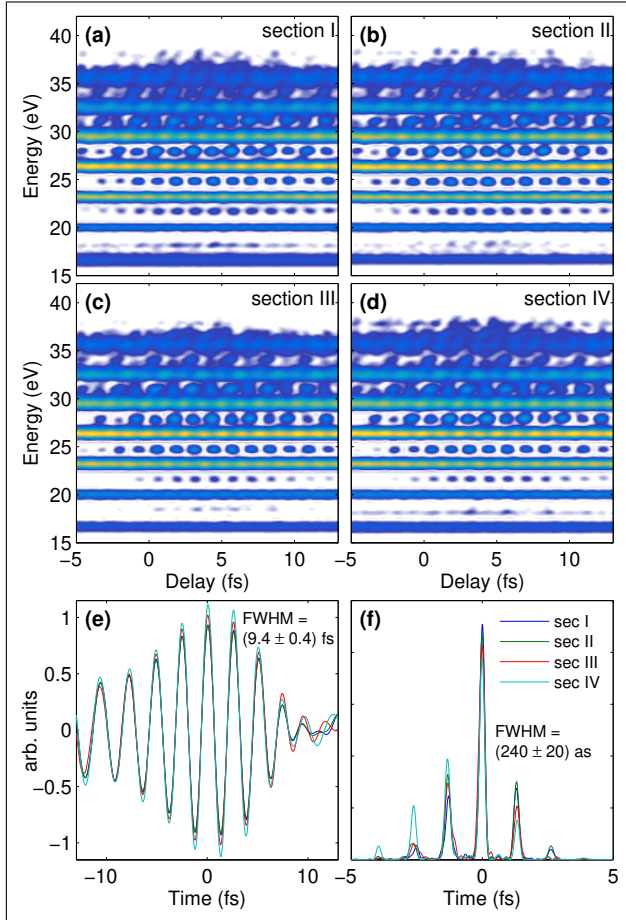 (a) section I
(b) section II
40
35
30
25
20
15
Energy (eV)
(c) section III
(d) section IV
40
35
30
25
20
15
Energy (eV)
−5 0 5 10
−5 0 5 10
Delay (fs)
Delay (fs)
(e)
FWHM =
(9.4 ± 0.4) fs
1
0.5
0
−0.5
−1
arb. units
−10 0 10
Time (fs)
(f)
sec I
sec II
sec III
sec IV
FWHM =
(240 ± 20) as
−5 0 5
Time (fs)